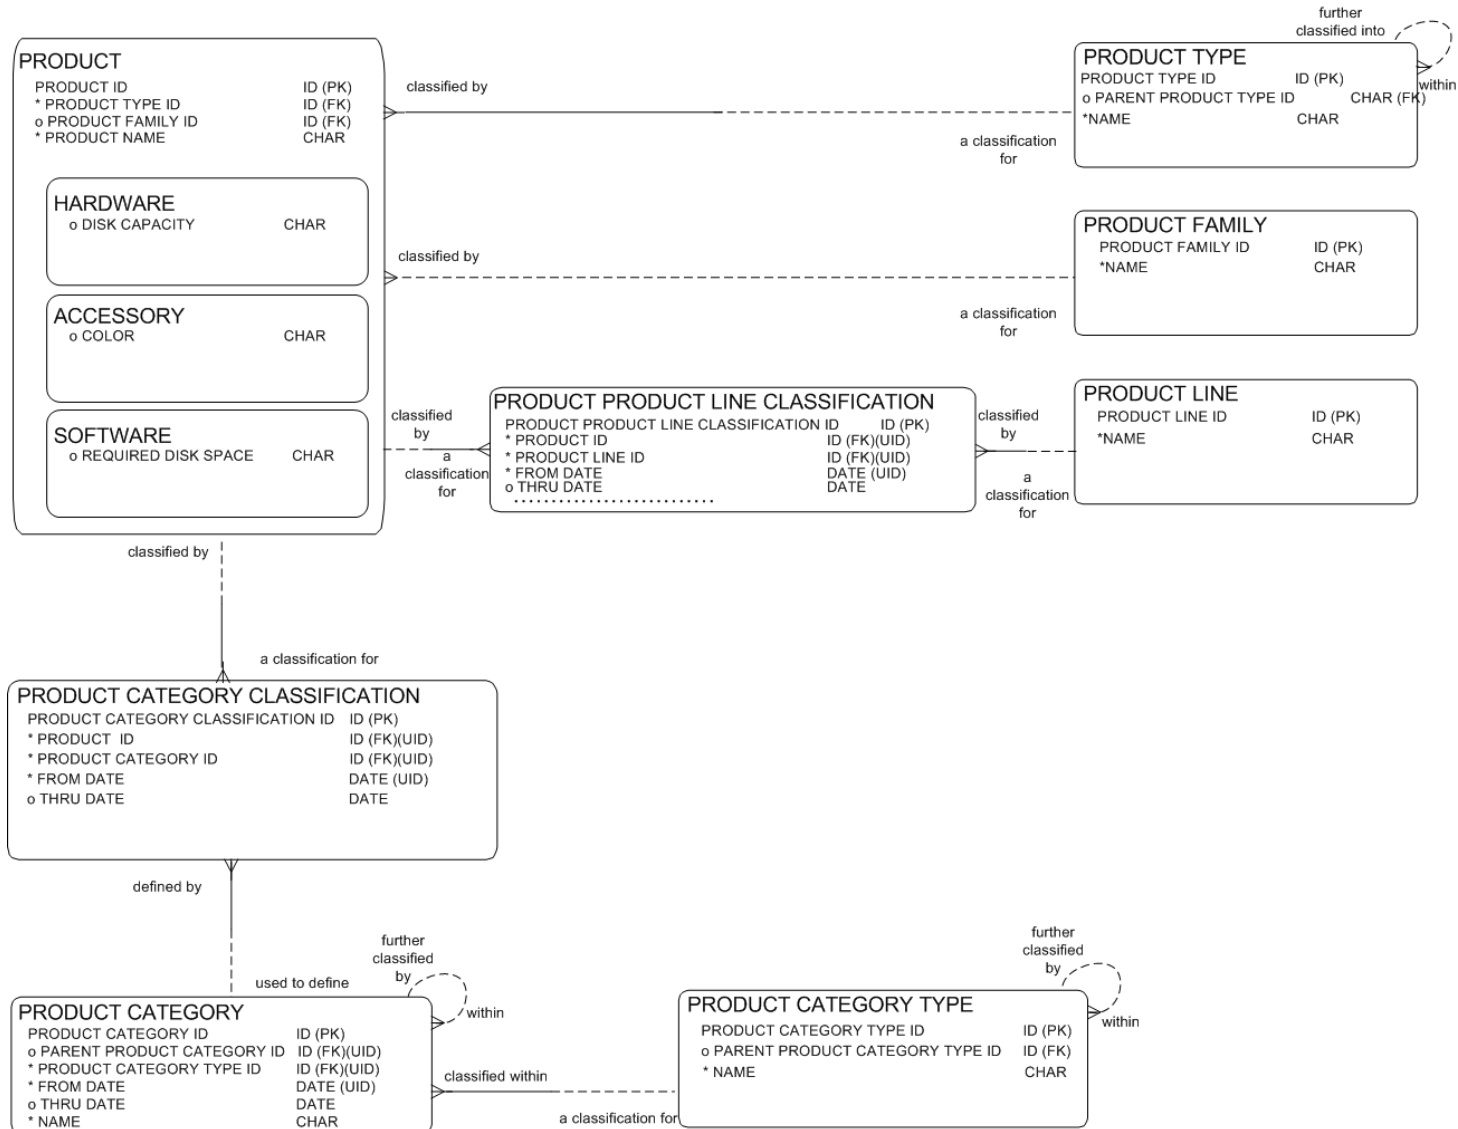 PRODUCT
PRODUCT ID ID (PK)
* PRODUCT TYPE ID ID (FK)
o PRODUCT FAMILY ID ID (FK)
* PRODUCT NAME CHAR
HARDWARE
o DISK CAPACITY CHAR
ACCESSORY
o COLOR CHAR
SOFTWARE
o REQUIRED DISK SPACE CHAR
classified by
a classification
for
further
classified into
within
PRODUCT TYPE
PRODUCT TYPE ID ID (PK)
o PARENT PRODUCT TYPE ID CHAR (FK)
*NAME CHAR
classified by
a classification
for
PRODUCT FAMILY
PRODUCT FAMILY ID ID (PK)
*NAME CHAR
classified
by
a
classification
for
PRODUCT PRODUCT LINE CLASSIFICATION
PRODUCT PRODUCT LINE CLASSIFICATION ID ID (PK)
* PRODUCT ID ID (FK)(UID)
* PRODUCT LINE ID ID (FK)(UID)
* FROM DATE DATE (UID)
o THRU DATE DATE
classified
by
a
classification
for
PRODUCT LINE
PRODUCT LINE ID ID (PK)
*NAME CHAR
classified by
a classification for
PRODUCT CATEGORY CLASSIFICATION
PRODUCT CATEGORY CLASSIFICATION ID ID (PK)
* PRODUCT ID ID (FK)(UID)
* PRODUCT CATEGORY ID ID (FK)(UID)
* FROM DATE DATE (UID)
o THRU DATE DATE
defined by
used to define
further
classified
by
within
PRODUCT CATEGORY
PRODUCT CATEGORY ID ID (PK)
o PARENT PRODUCT CATEGORY ID ID (FK)(UID)
* PRODUCT CATEGORY TYPE ID ID (FK)(UID)
* FROM DATE DATE (UID)
o THRU DATE DATE
* NAME CHAR
classified within
a classification for
further
classified
by
within
PRODUCT CATEGORY TYPE
PRODUCT CATEGORY TYPE ID ID (PK)
o PARENT PRODUCT CATEGORY TYPE ID ID (FK)
* NAME CHAR